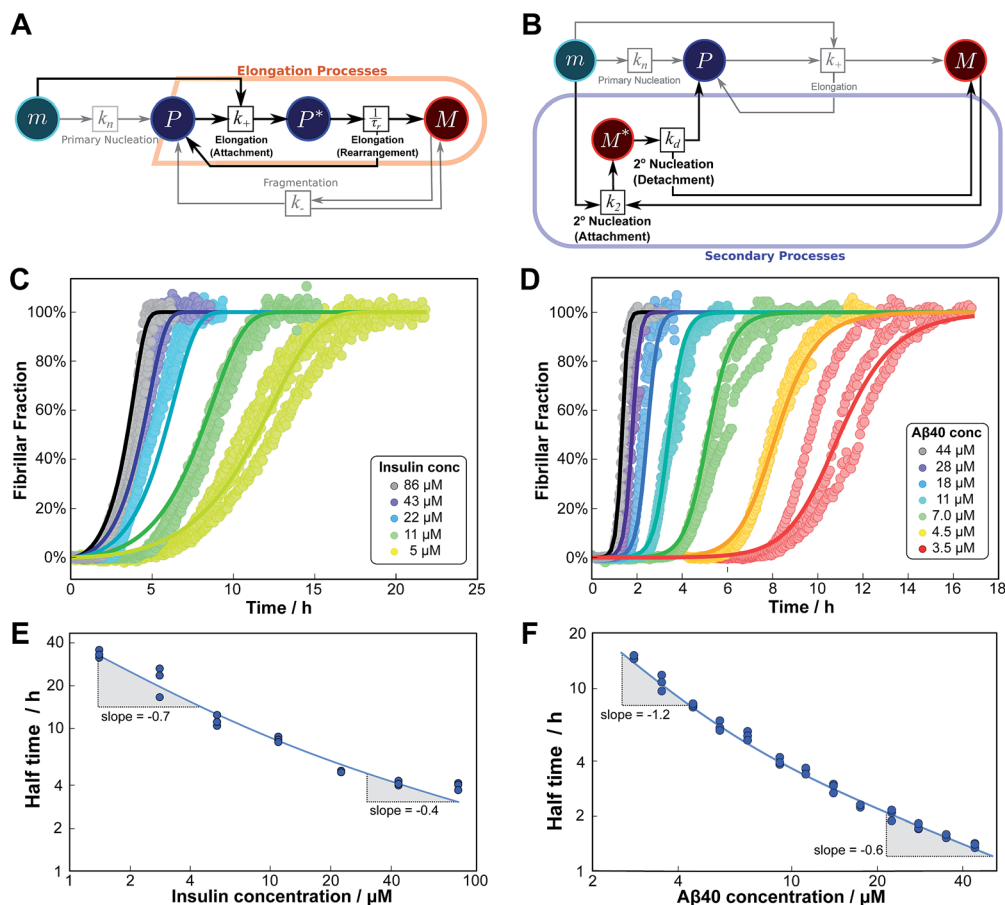 A
Elongation Processes
m
kn
Primary Nucleation
P
k+
Elongation
(Attachment)
P*
1/τr
Elongation
(Rearrangement)
M
Fragmentation
k-
B
m
kn
Primary Nucleation
P
k+
Elongation
M
M*
kd
2° Nucleation
(Detachment)
k2
2° Nucleation
(Attachment)
Secondary Processes
C
Fibrillar Fraction
100%
80%
60%
40%
20%
0%
0 5 10 15 20 25
Time / h
Insulin conc
86 µM
43 µM
22 µM
11 µM
5 µM
D
Fibrillar Fraction
100%
80%
60%
40%
20%
0%
0 2 4 6 8 10 12 14 16 18
Time / h
Aβ40 conc
44 µM
28 µM
18 µM
11 µM
7.0 µM
4.5 µM
3.5 µM
E
Half time / h
40
20
10
4
2
1
slope = -0.7
slope = -0.4
1 2 4 10 20 40 100
Insulin concentration / µM
F
Half time / h
20
10
4
2
1
slope = -1.2
slope = -0.6
2 4 10 20 40
Aβ40 concentration / µM